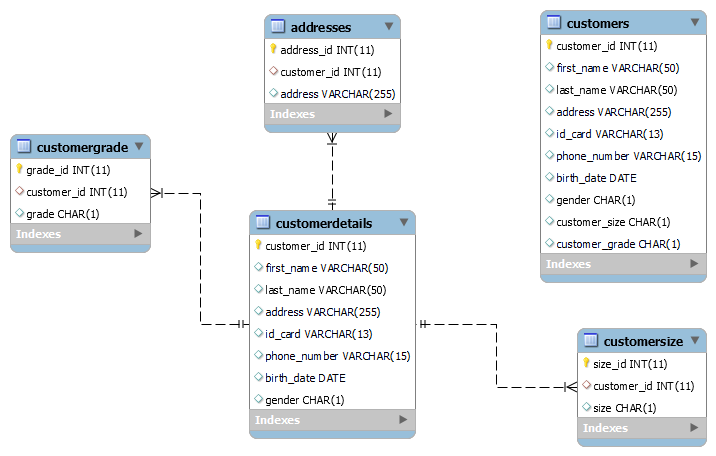 addresses
address_id INT(11)
customer_id INT(11)
address VARCHAR(255)
Indexes
customers
customer_id INT(11)
first_name VARCHAR(50)
last_name VARCHAR(50)
address VARCHAR(255)
id_card VARCHAR(13)
phone_number VARCHAR(15)
birth_date DATE
gender CHAR(1)
customer_size CHAR(1)
customer_grade CHAR(1)
Indexes
customergrade
grade_id INT(11)
customer_id INT(11)
grade CHAR(1)
Indexes
customerdetails
customer_id INT(11)
first_name VARCHAR(50)
last_name VARCHAR(50)
address VARCHAR(255)
id_card VARCHAR(13)
phone_number VARCHAR(15)
birth_date DATE
gender CHAR(1)
Indexes
customersize
size_id INT(11)
customer_id INT(11)
size CHAR(1)
Indexes